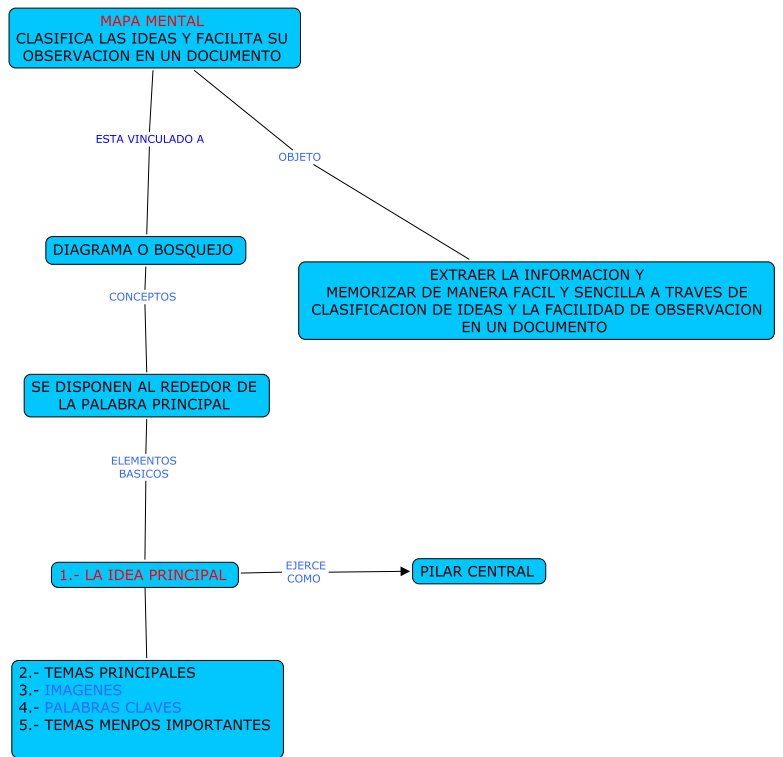 MAPA MENTAL
CLASIFICA LAS IDEAS Y FACILITA SU
OBSERVACION EN UN DOCUMENTO
ESTA VINCULADO A
OBJETO
DIAGRAMA O BOSQUEJO
EXTRAER LA INFORMACION Y
MEMORIZAR DE MANERA FACIL Y SENCILLA A TRAVES DE
CLASIFICACION DE IDEAS Y LA FACILIDAD DE OBSERVACION
EN UN DOCUMENTO
CONCEPTOS
SE DISPONEN AL REDEDOR DE
LA PALABRA PRINCIPAL
ELEMENTOS
BASICOS
1.- LA IDEA PRINCIPAL
EJERCE
COMO
PILAR CENTRAL
2.- TEMAS PRINCIPALES
3.- IMAGENES
4.- PALABRAS CLAVES
5.- TEMAS MENPOS IMPORTANTES